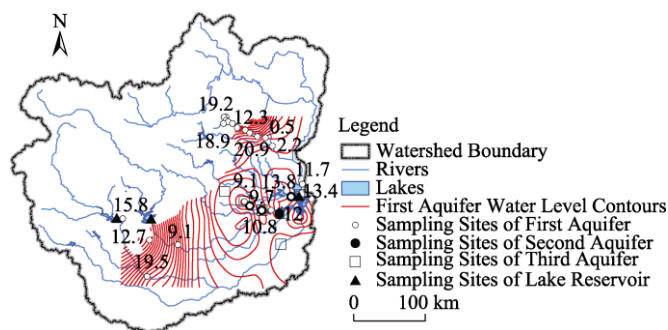 N
19.2
12.3
0.5
18.9
20.9
2.2
11.7
9.1
13.8
13.4
9.7
15.8
12
10.8
12.7
9.1
19.5
Legend
Watershed Boundary
Rivers
Lakes
First Aquifer Water Level Contours
Sampling Sites of First Aquifer
Sampling Sites of Second Aquifer
Sampling Sites of Third Aquifer
Sampling Sites of Lake Reservoir
0 100
km